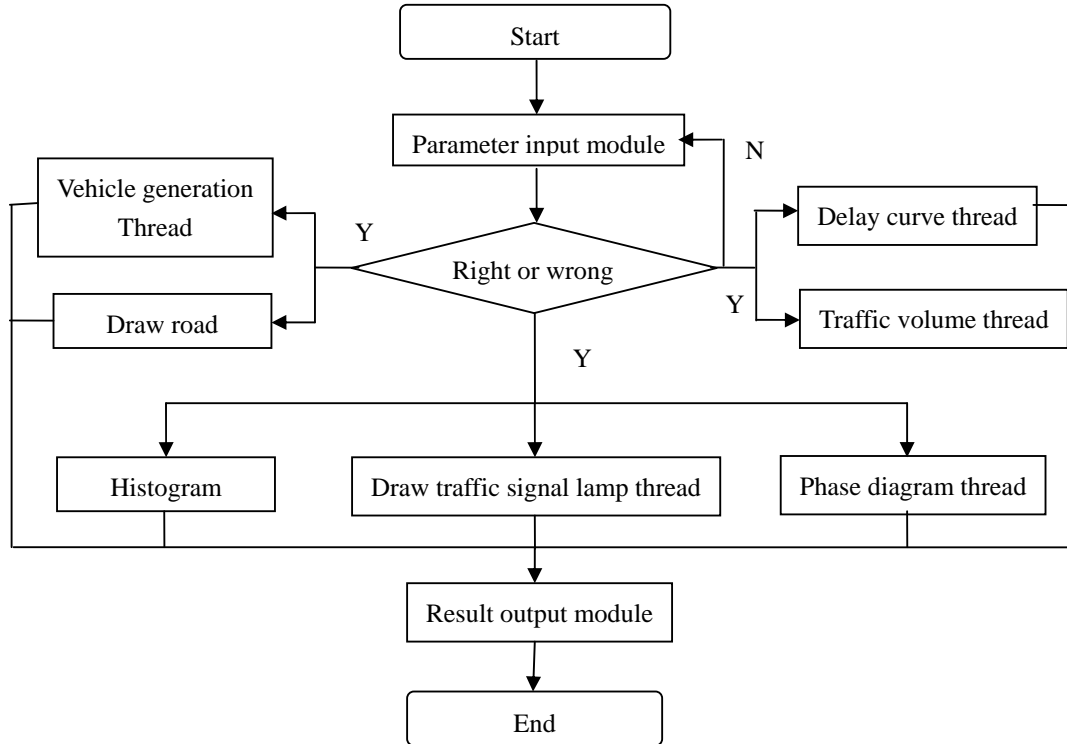 Start
Parameter input module
N
Vehicle generation
Thread
Delay curve thread
Y
Right or wrong
Y
Draw road
Traffic volume thread
Y
Histogram
Draw traffic signal lamp thread
Phase diagram thread
Result output module
End